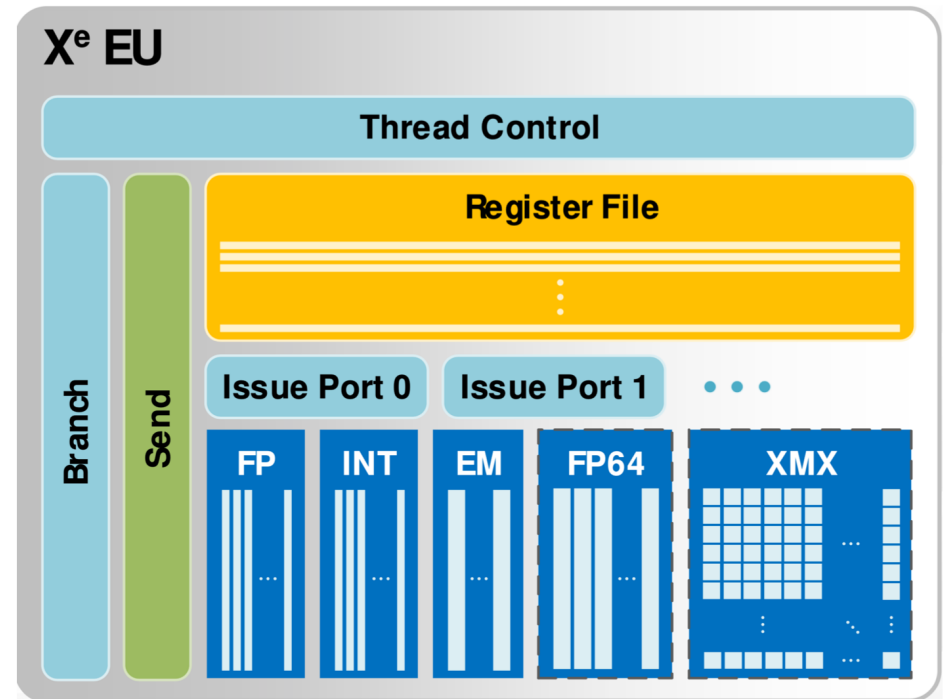 Xe EU
Thread Control
Branch
Send
Register File
Issue Port 0
Issue Port 1
FP
INT
EM
FP64
XMX